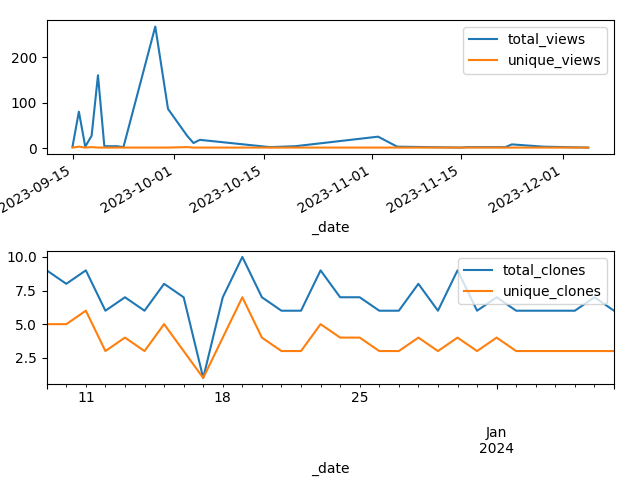 200
100
0
total_views
unique_views
2023-09-15
2023-10-01
2023-10-15
2023-11-01
2023-11-15
2023-12-01
_date
10.0
7.5
5.0
2.5
total_clones
unique_clones
11
18
25
Jan
2024
_date